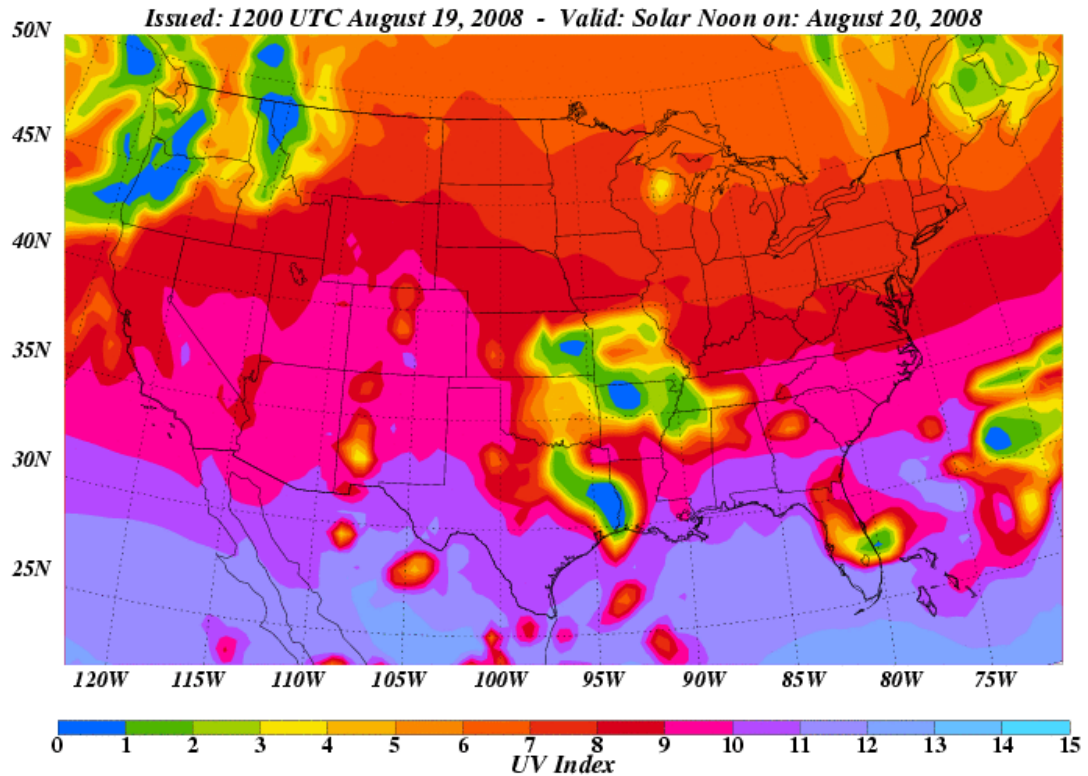 Issued: 1200 UTC August 19, 2008 - Valid: Solar Noon on: August 20, 2008
50N
45N
40N
35N
30N
25N
120W 115W 110W 105W 100W 95W 90W 85W 80W 75W
0 1 2 3 4 5 6 7 8 9 10 11 12 13 14 15
UV Index